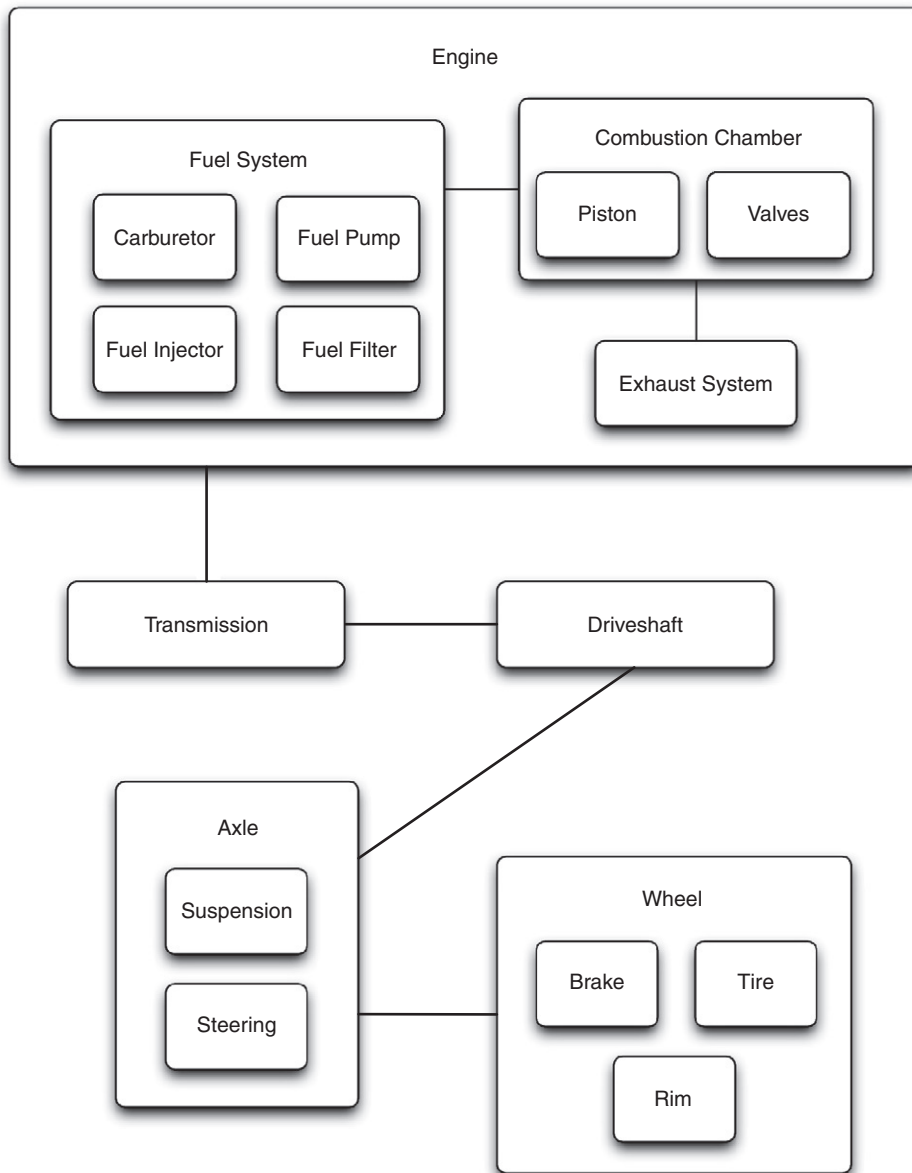 Engine
Fuel System
Carburetor
Fuel Pump
Fuel Injector
Fuel Filter
Combustion Chamber
Piston
Valves
Exhaust System
Transmission
Driveshaft
Axle
Suspension
Steering
Wheel
Brake
Tire
Rim